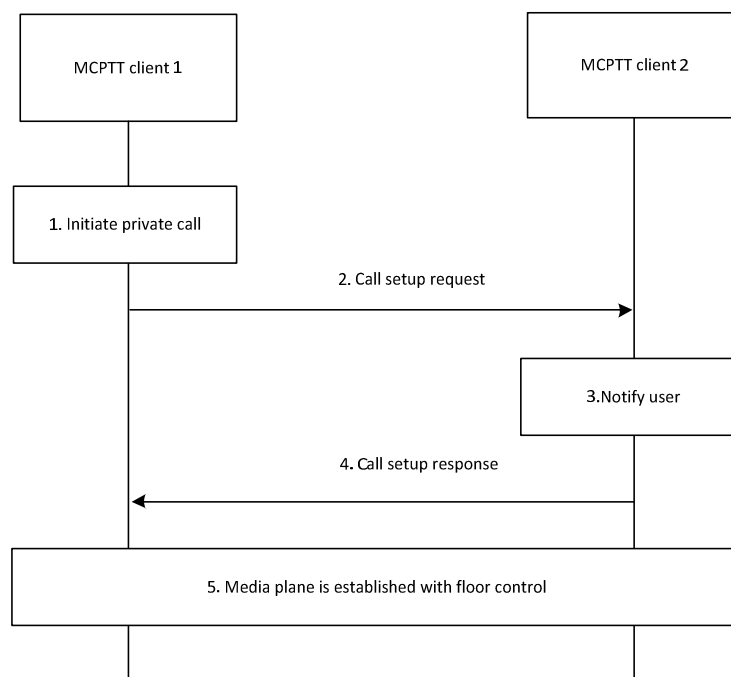 MCPTT client 1
MCPTT client 2
1. Initiate private call
2. Call setup request
3.Notify user
4. Call setup response
5. Media plane is established with floor control